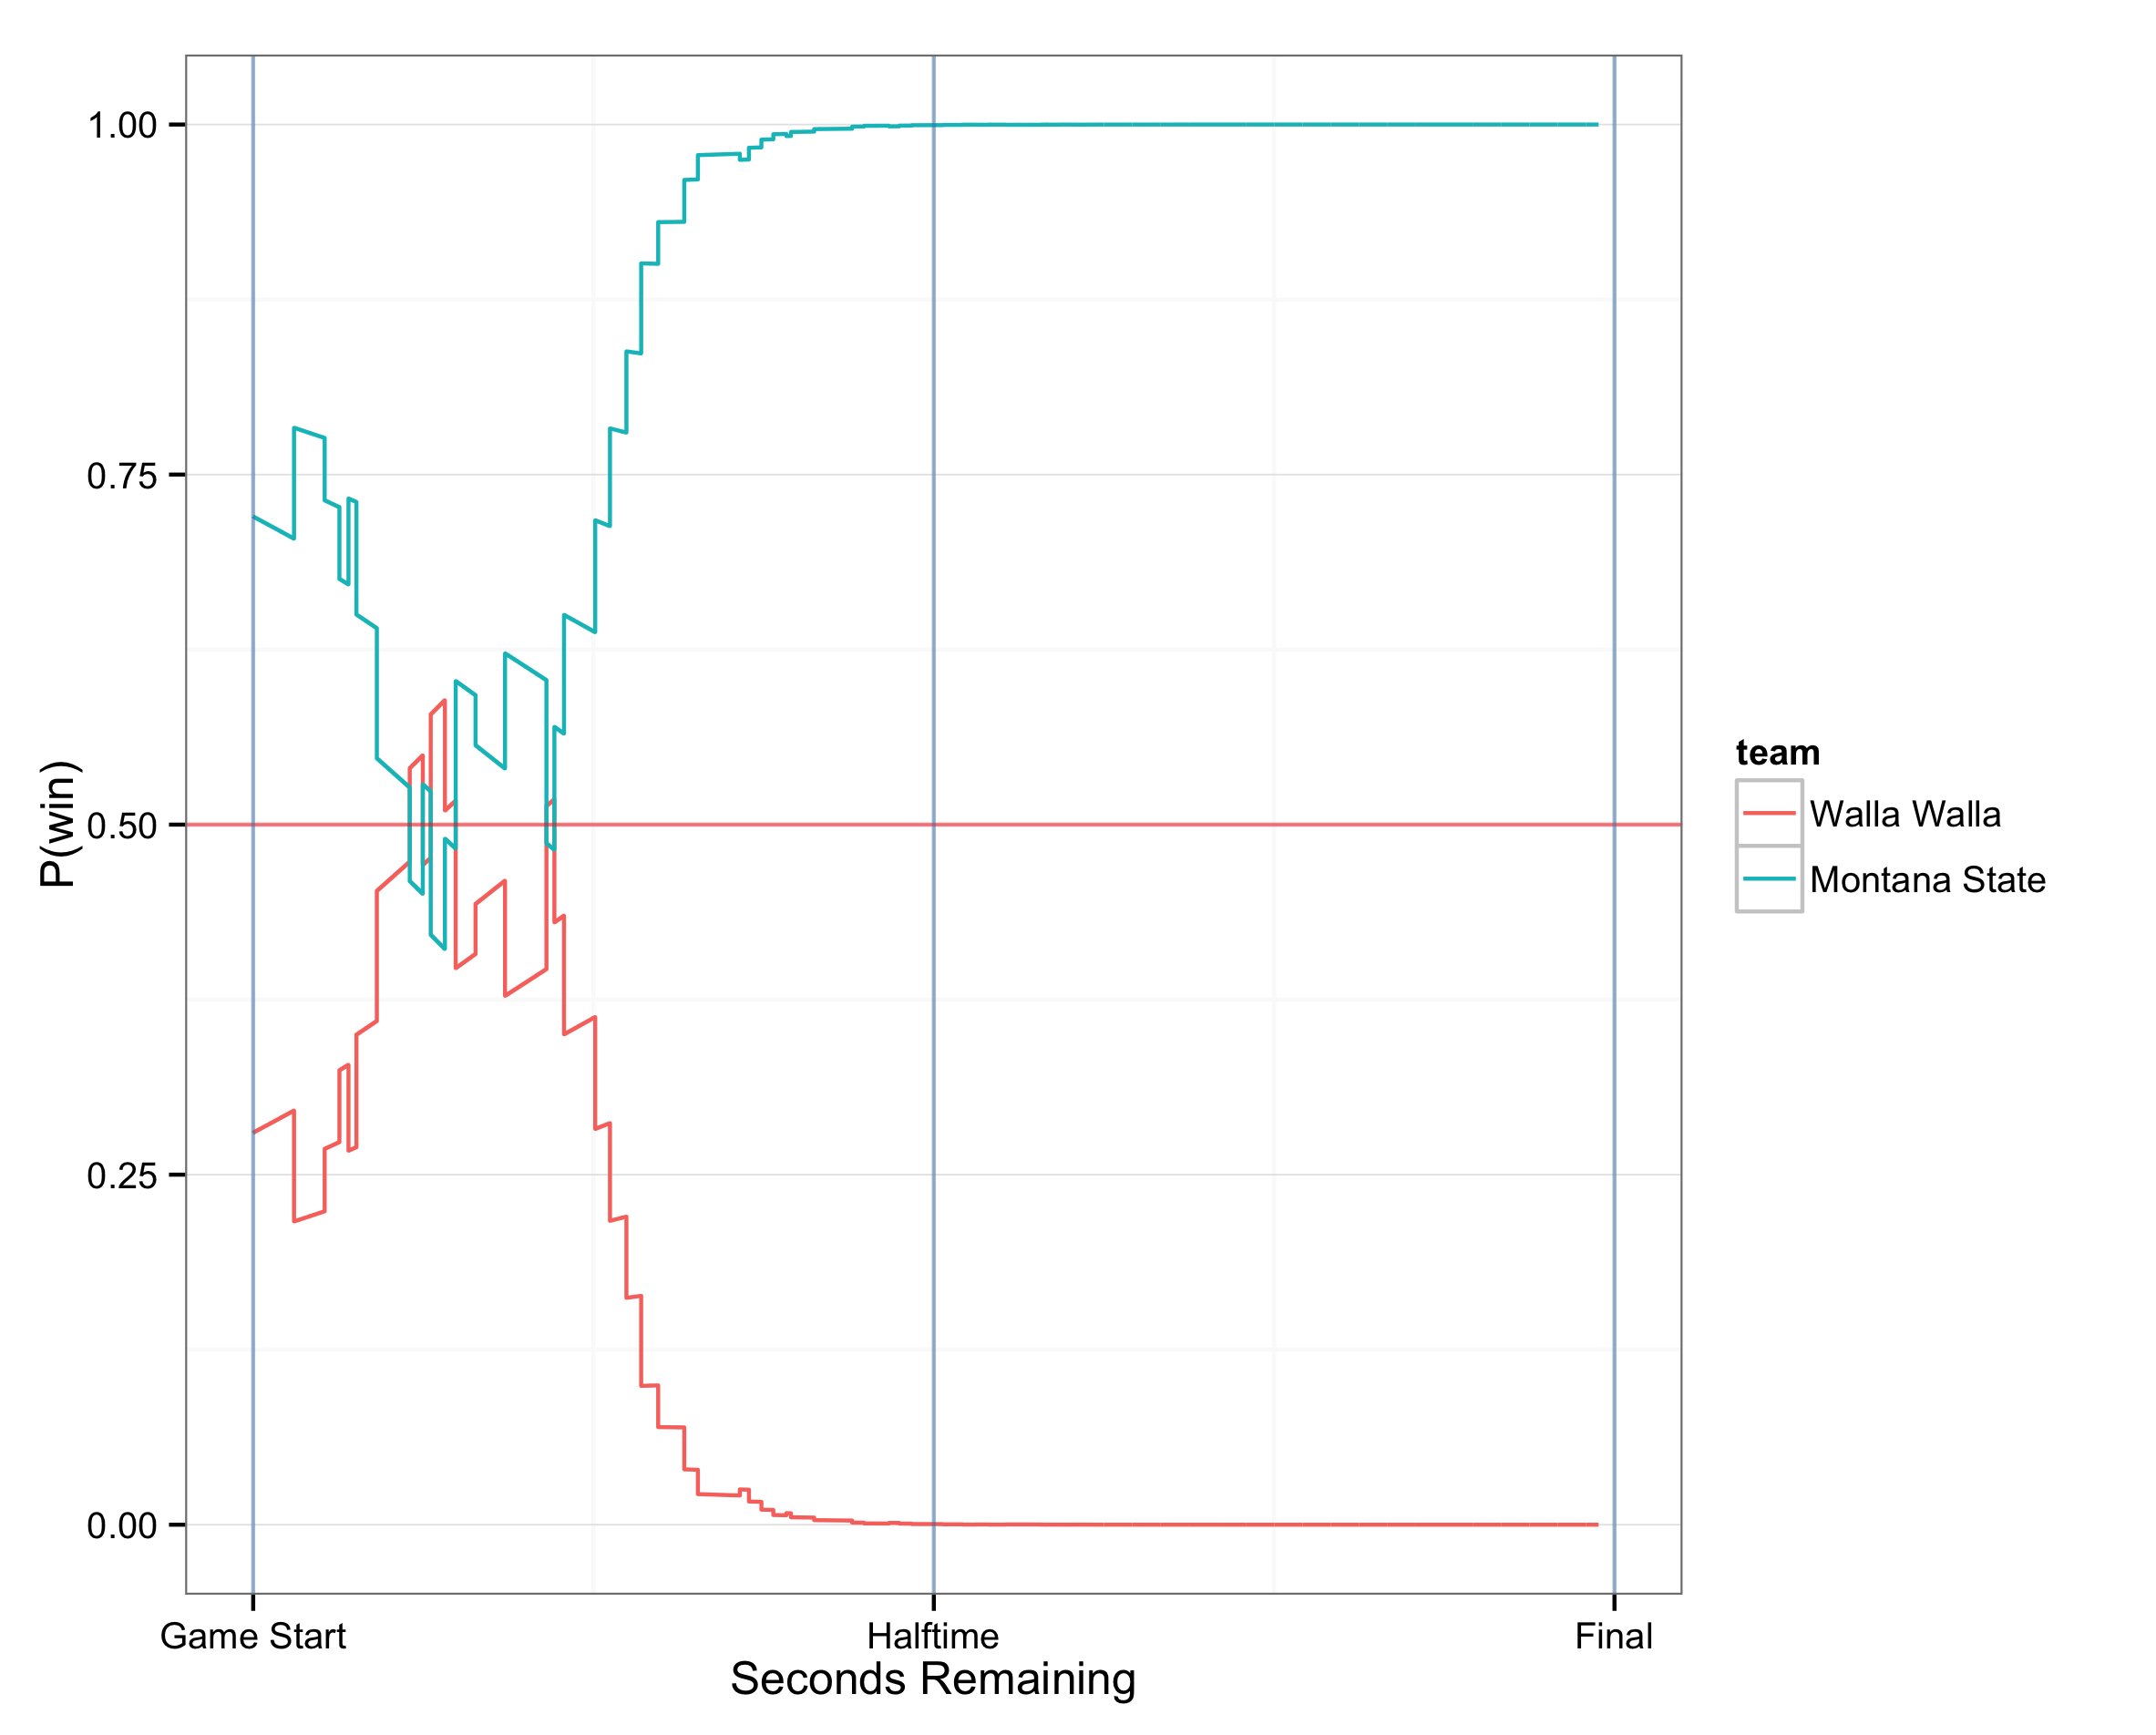 P(win)
1.00
0.75
0.50
0.25
0.00
Game Start
Halftime
Final
Seconds Remaining
team
Walla Walla
Montana State